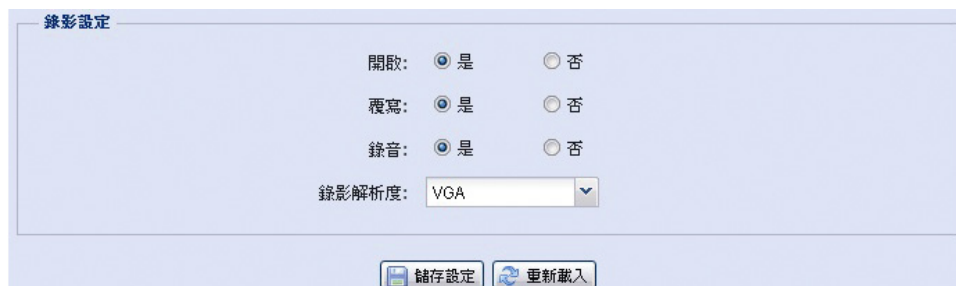 錄影設定
開啟: 是 否
覆寫: 是 否
錄音: 是 否
錄影解析度: VGA
儲存設定 重新載入